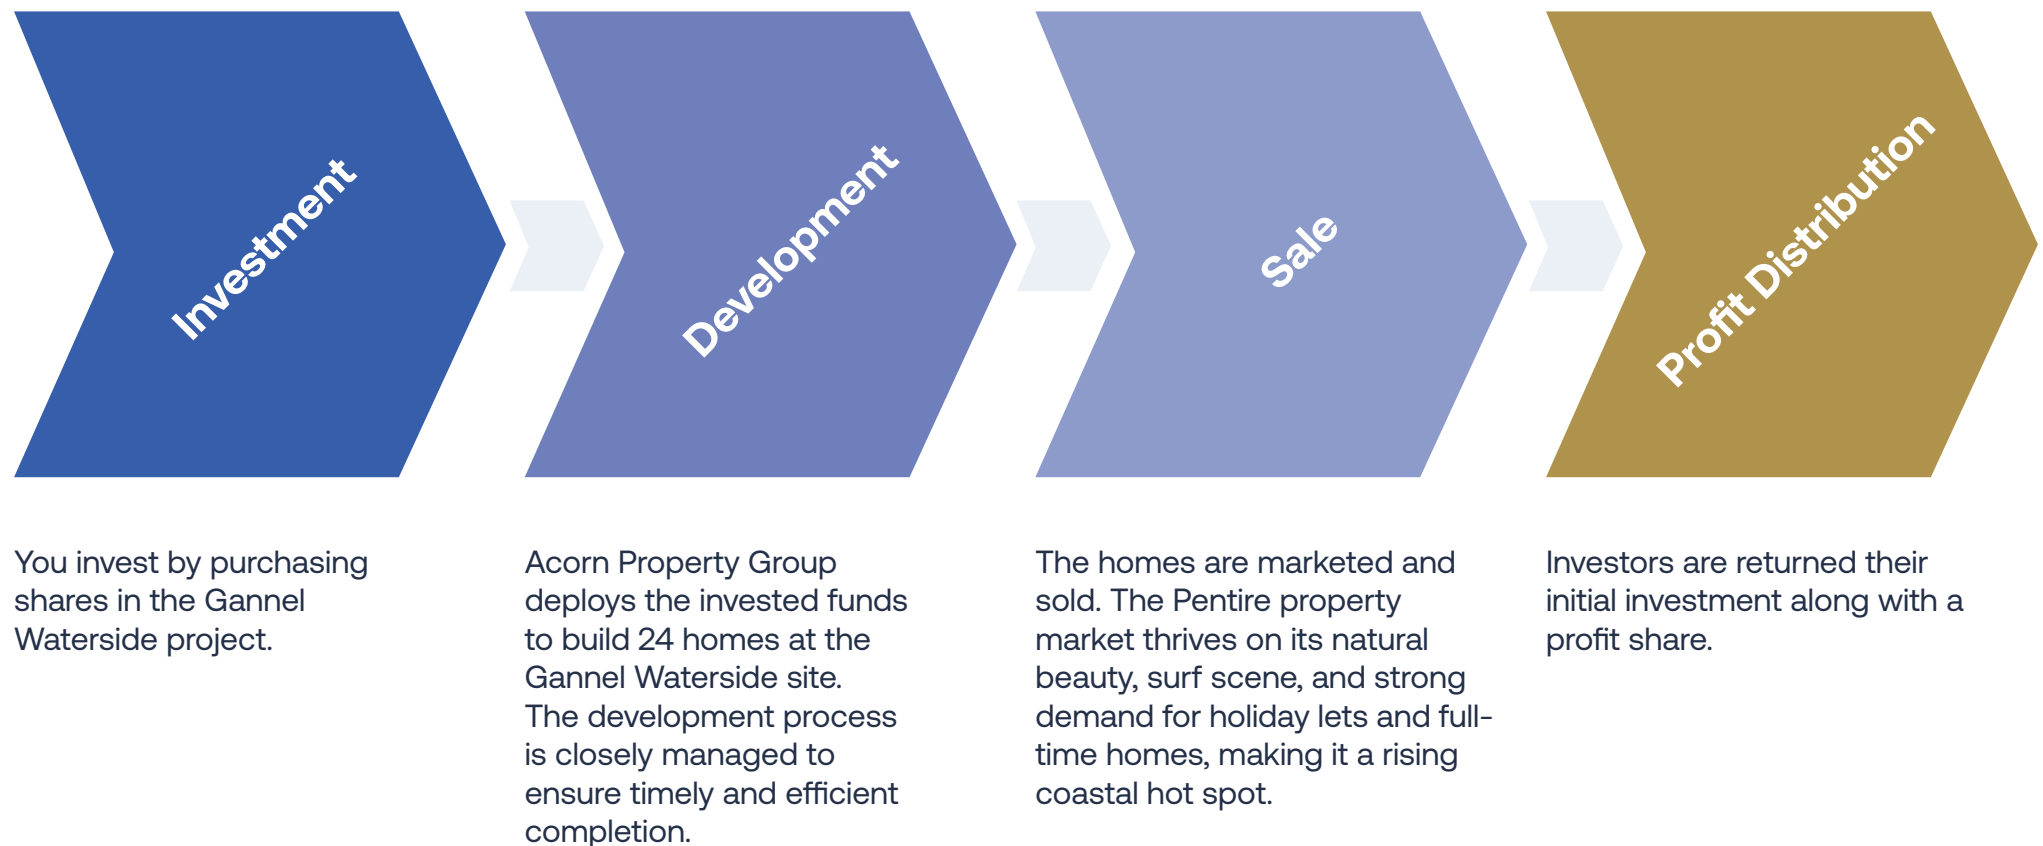 Investment
Development
Sale
Profit Distribution
You invest by purchasing
shares in the Gannel
Waterside project.
Acorn Property Group
deploys the invested funds
to build 24 homes at the
Gannel Waterside site.
The development process
is closely managed to
ensure timely and efficient
completion.
The homes are marketed and
sold. The Pentire property
market thrives on its natural
beauty, surf scene, and strong
demand for holiday lets and full-
time homes, making it a rising
coastal hot spot.
Investors are returned their
initial investment along with a
profit share.